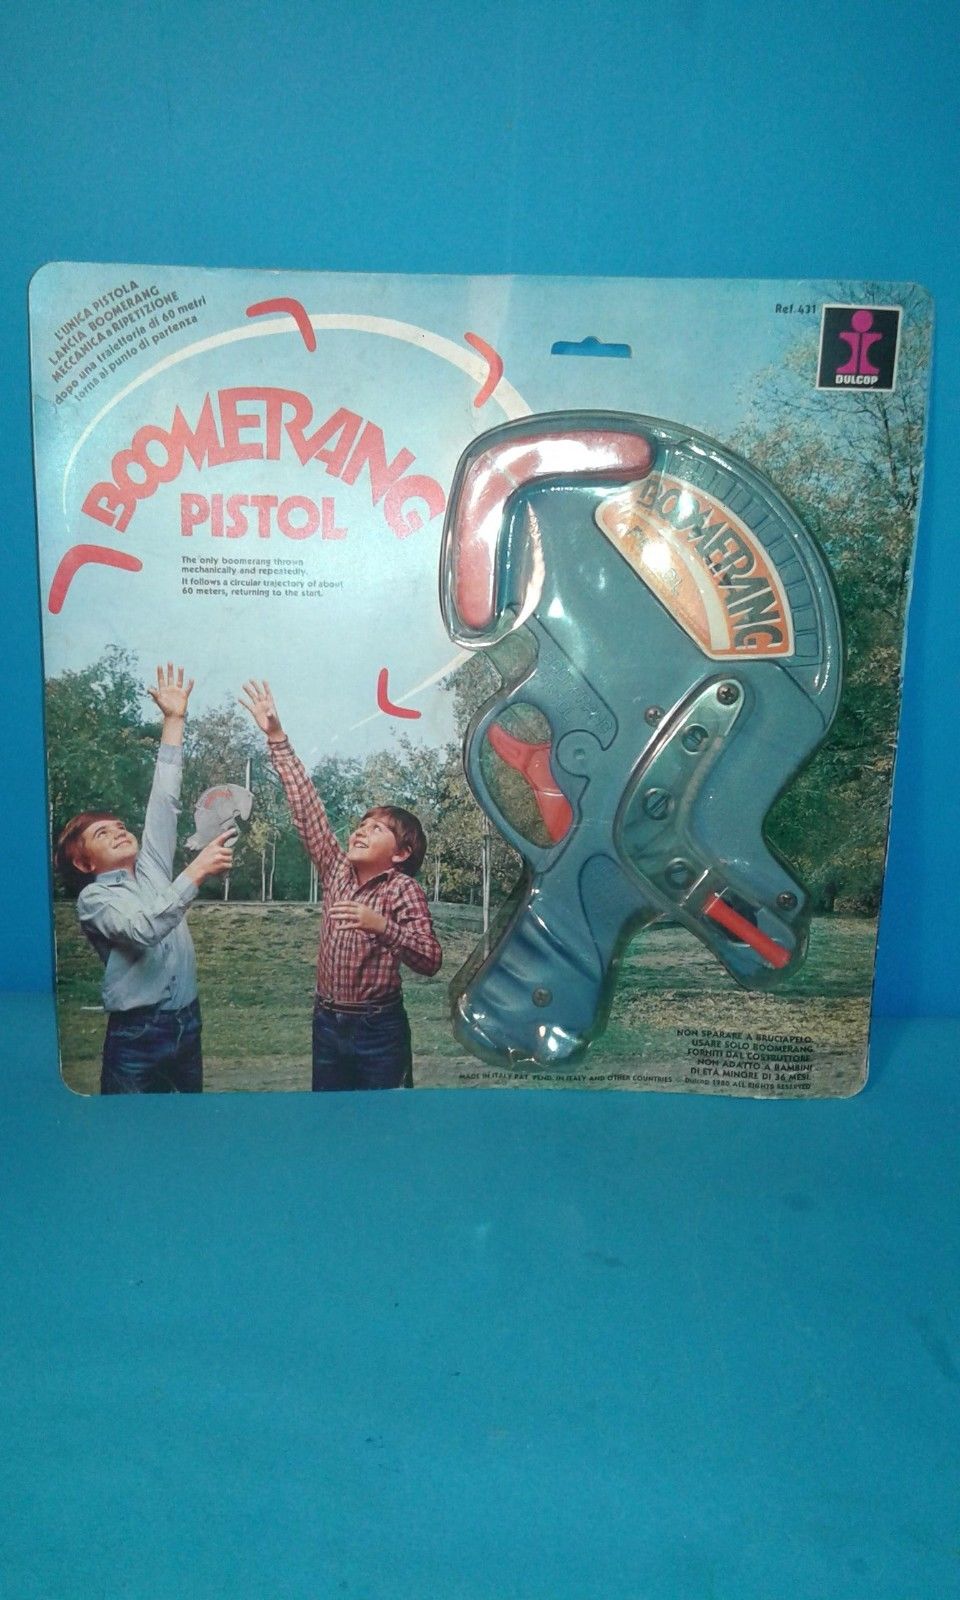 L'UNICA PISTOLA
LANCIA BOOMERANG
MECCANICA a RIPETIZIONE
dopo una traiettoria di 60 metri
torna al punto di partenza
Ref. 431
DULCOP
BOOMERANG
PISTOL
The only boomerang thrown
mechanically and repeatedly.
It follows a circular trajectory of about
60 meters, returning to the start.
BOOMERANG
NON SPARARE A BRUCIAPELO
USARE SOLO BOOMERANG
FORNITI DAL COSTRUTTORE
NON ADATTO A BAMBINI
DI ETÀ MINORE DI 36 MESI.
MADE IN ITALY PAT. PEND. IN ITALY AND OTHER COUNTRIES © Dulcop 1980 ALL RIGHTS RESERVED